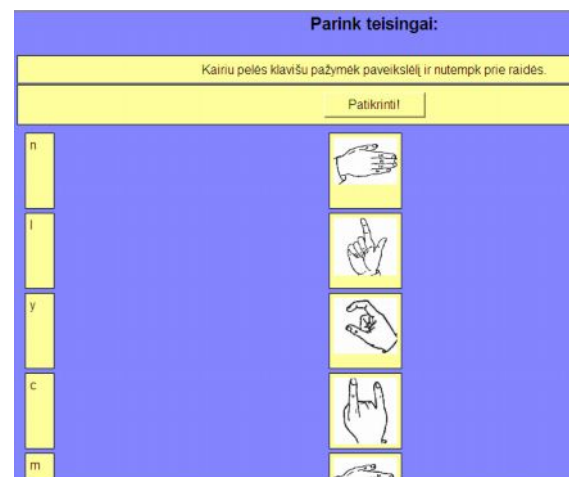 Parink teisingai:
Kairiu pelės klavišu pažymėk paveikslėlį ir nutempk prie raidės.
Patikrinti!
n
l
y
c
m